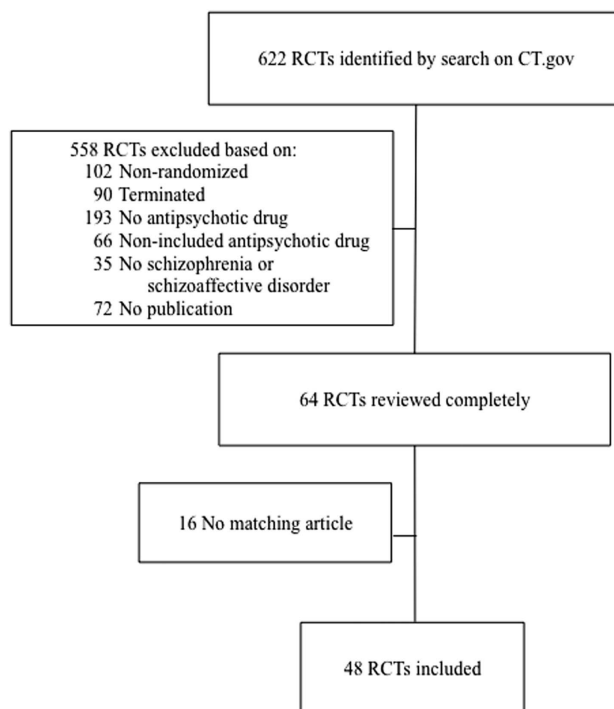 622 RCTs identified by search on CT.gov
558 RCTs excluded based on:
102 Non-randomized
90 Terminated
193 No antipsychotic drug
66 Non-included antipsychotic drug
35 No schizophrenia or
schizoaffective disorder
72 No publication
64 RCTs reviewed completely
16 No matching article
48 RCTs included